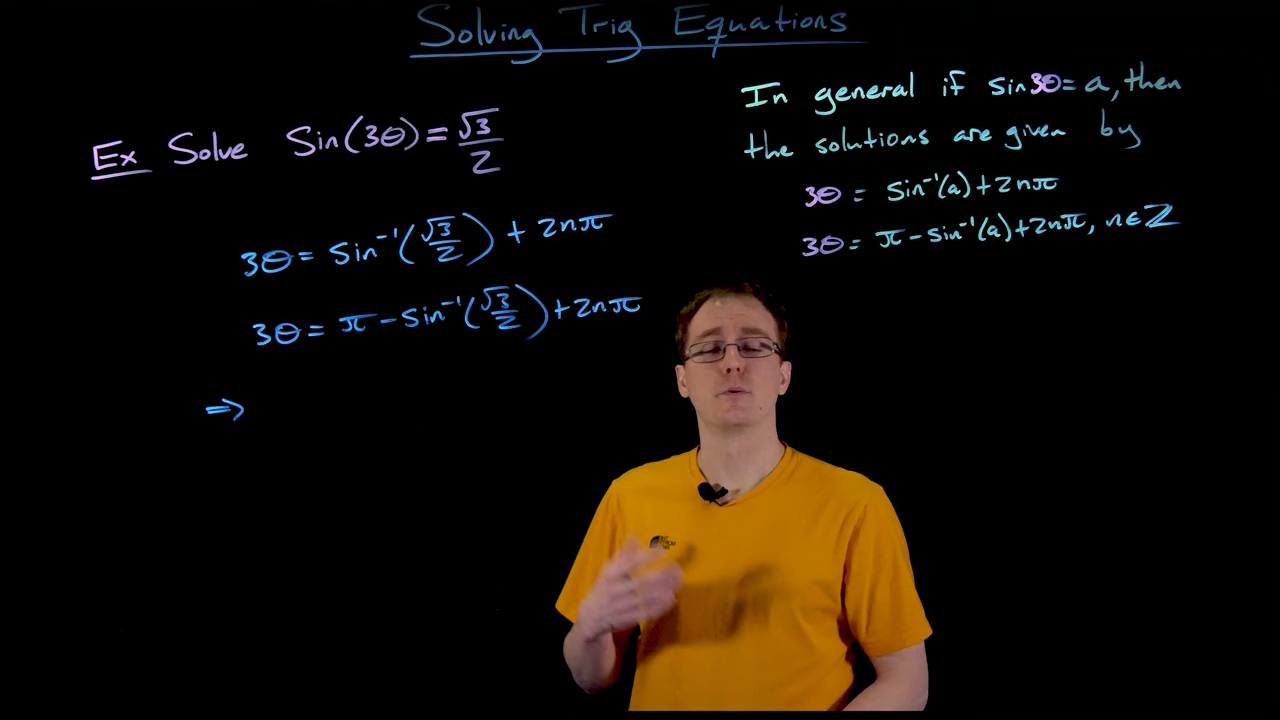 Solving Trig Equations
Ex Solve Sin(3θ) = √3/2
3θ = sin⁻¹(√3/2) + 2nπ
3θ = π - sin⁻¹(√3/2) + 2nπ
⇒
In general if sin3θ = a, then
the solutions are given by
3θ = sin⁻¹(a) + 2nπ
3θ = π - sin⁻¹(a) + 2nπ, n ∈ ℤ